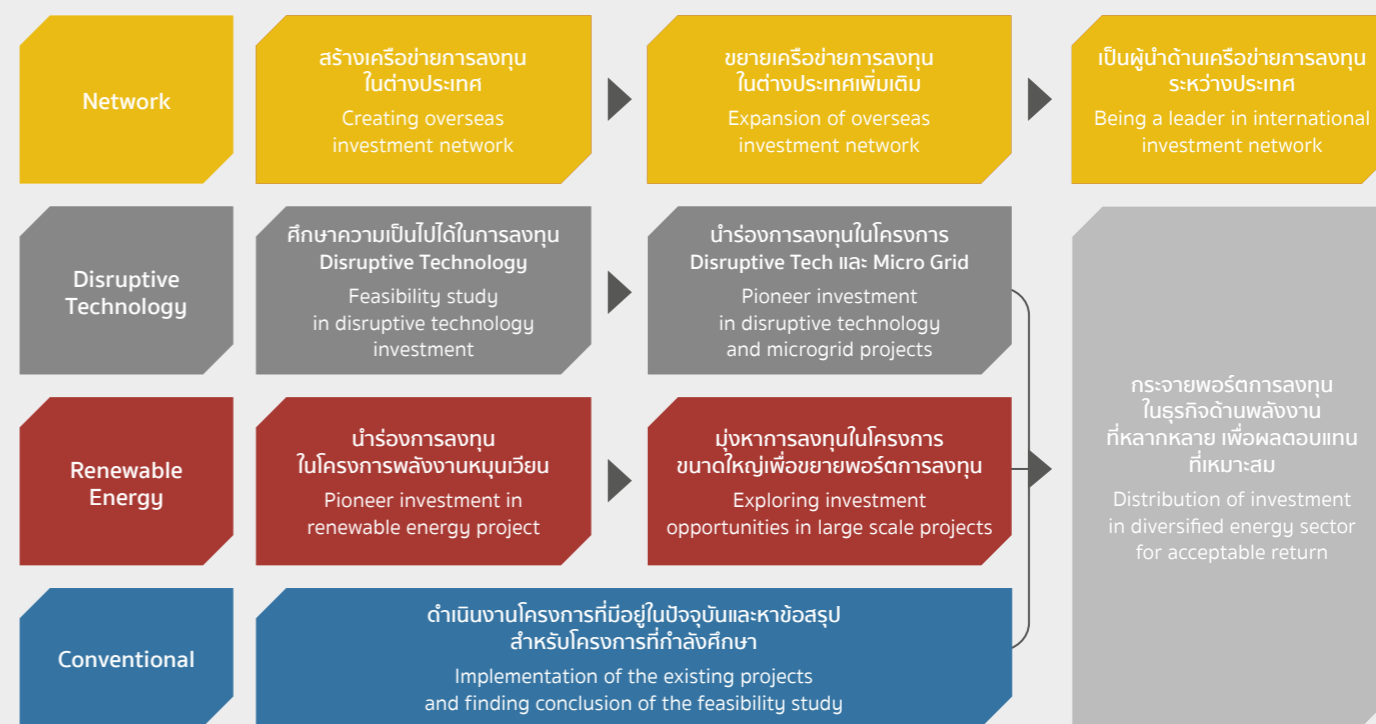 Network
สร้างเครือข่ายการลงทุน
ในต่างประเทศ
Creating overseas
investment network
ขยายเครือข่ายการลงทุน
ในต่างประเทศเพิ่มเติม
Expansion of overseas
investment network
เป็นผู้นำด้านเครือข่ายการลงทุน
ระหว่างประเทศ
Being a leader in international
investment network
Disruptive
Technology
ศึกษาความเป็นไปได้ในการลงทุน
Disruptive Technology
Feasibility study
in disruptive technology
investment
นำร่องการลงทุนในโครงการ
Disruptive Tech และ Micro Grid
Pioneer investment
in disruptive technology
and microgrid projects
Renewable
Energy
นำร่องการลงทุน
ในโครงการพลังงานหมุนเวียน
Pioneer investment in
renewable energy project
มุ่งหาการลงทุนในโครงการ
ขนาดใหญ่เพื่อขยายพอร์ตการลงทุน
Exploring investment
opportunities in large scale projects
Conventional
ดำเนินงานโครงการที่มีอยู่ในปัจจุบันและหาข้อสรุป
สำหรับโครงการที่กำลังศึกษา
Implementation of the existing projects
and finding conclusion of the feasibility study
กระจายพอร์ตการลงทุน
ในธุรกิจด้านพลังงาน
ที่หลากหลาย เพื่อผลตอบแทน
ที่เหมาะสม
Distribution of investment
in diversified energy sector
for acceptable return